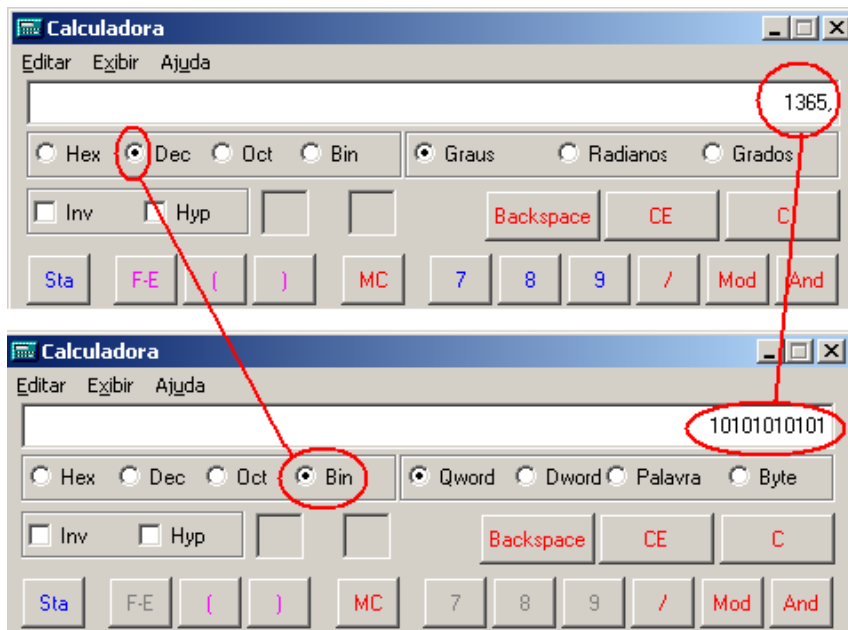 Calculadora
Editar Exibir Ajuda
1365,
Hex Dec Oct Bin Graus Radianos Grados
Inv Hyp Backspace CE C
Sta F-E ( ) MC 7 8 9 / Mod And
Calculadora
Editar Exibir Ajuda
10101010101
Hex Dec Oct Bin Qword Dword Palavra Byte
Inv Hyp Backspace CE C
Sta F-E ( ) MC 7 8 9 / Mod And